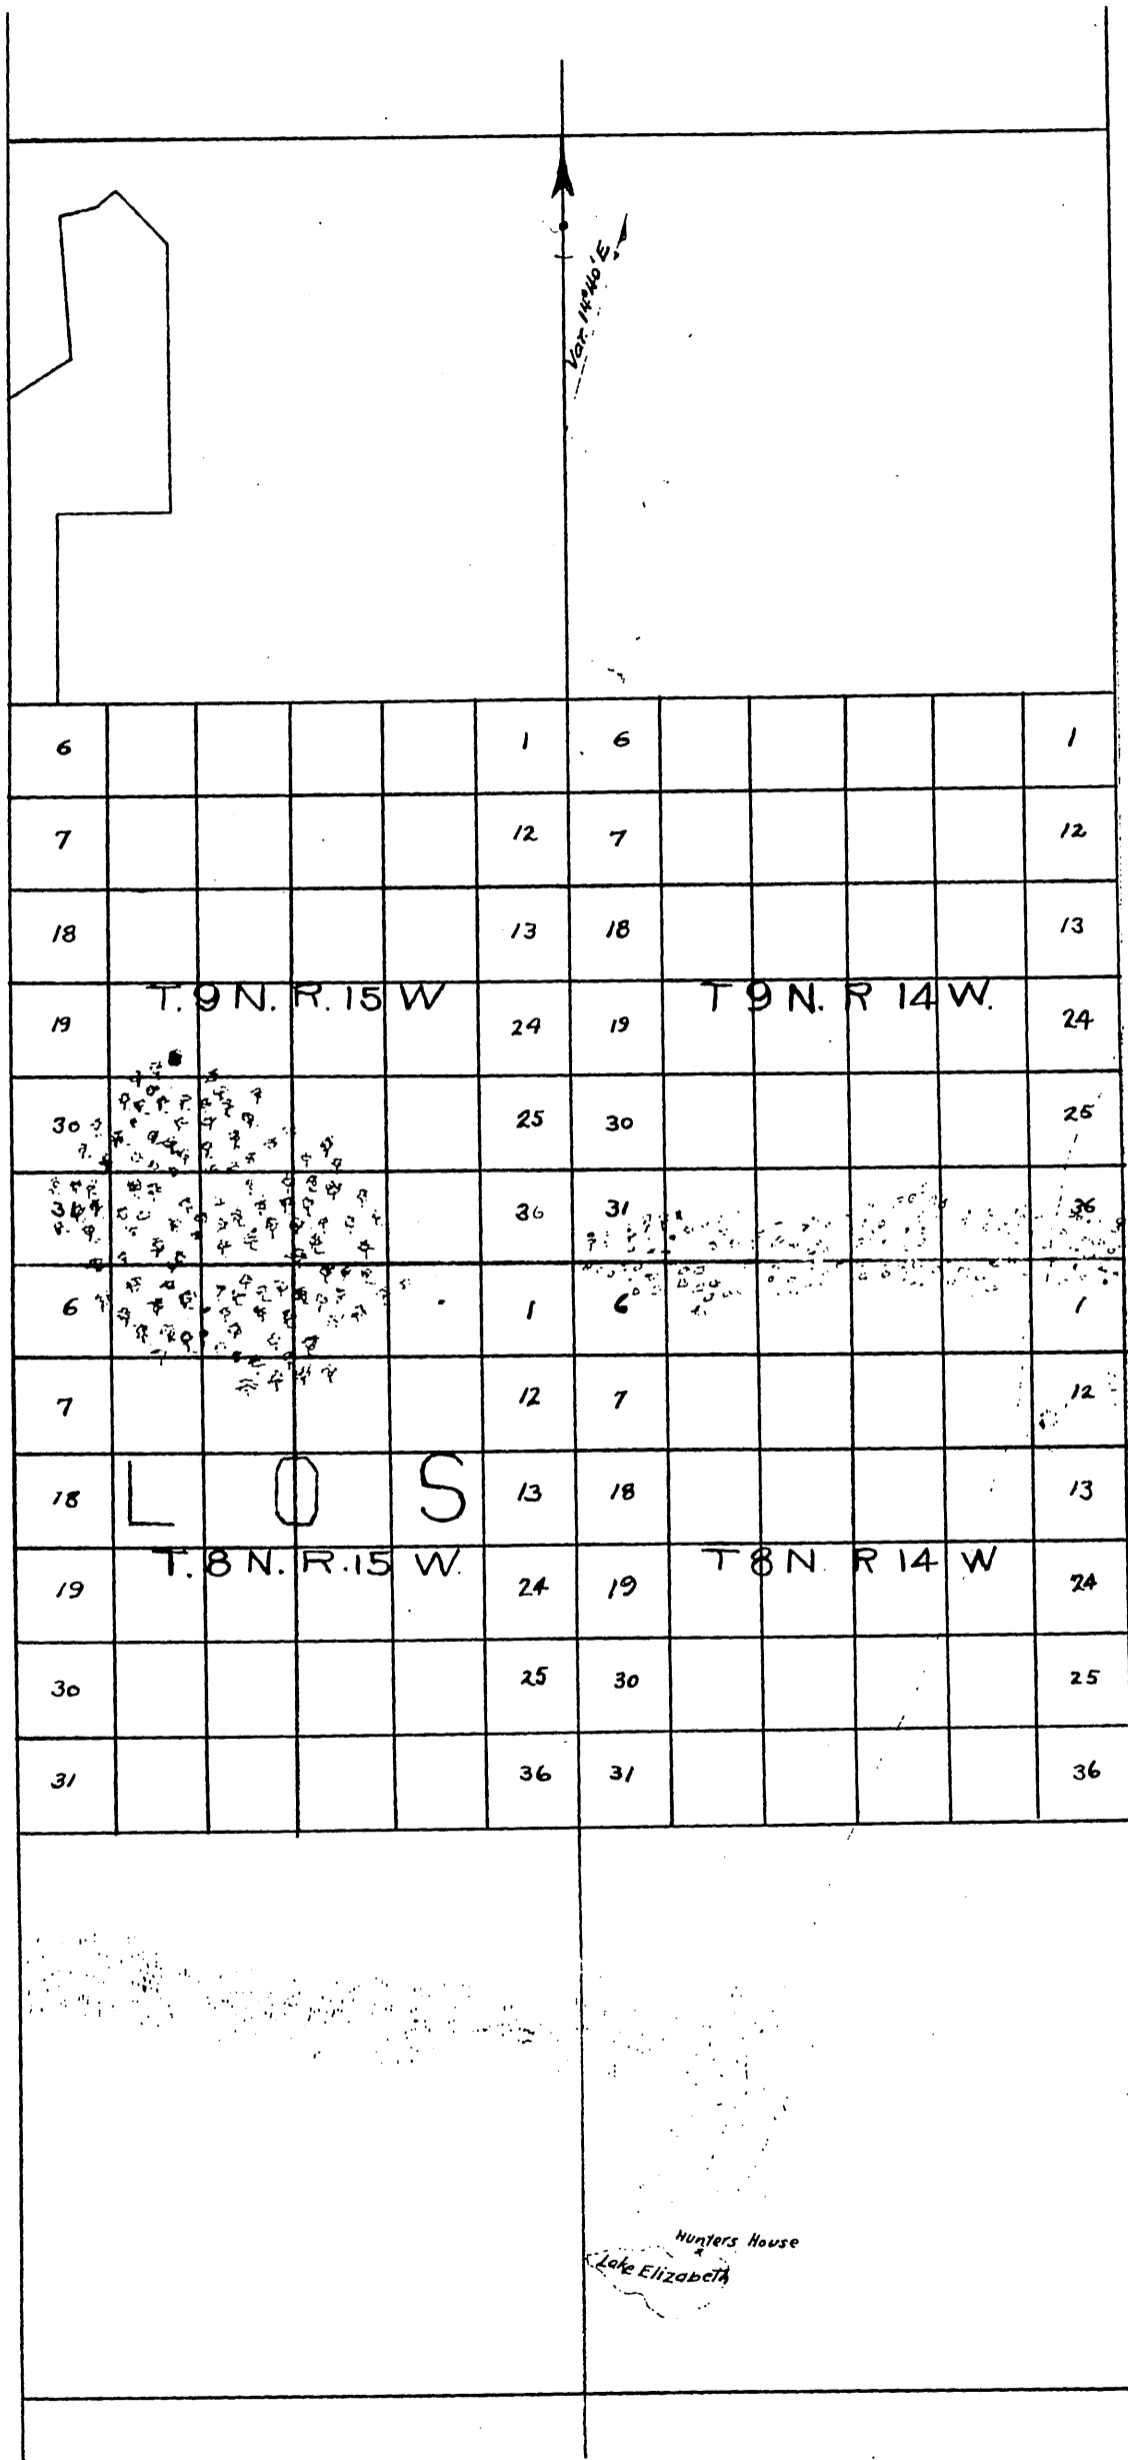 Var. 14°40'E
6 1 6 1
7 12 7 12
18 13 18 13
T. 9 N. R. 15 W T 9 N. R 14 W.
19 24 19 24
30 25 30 25
31 36 31 36
6 1 6 1
7 12 7 12
L O S
18 13 18 13
T. 8 N. R. 15 W. T 8 N. R 14 W
19 24 19 24
30 25 30 25
31 36 31 36
Hunters House
Lake Elizabeth